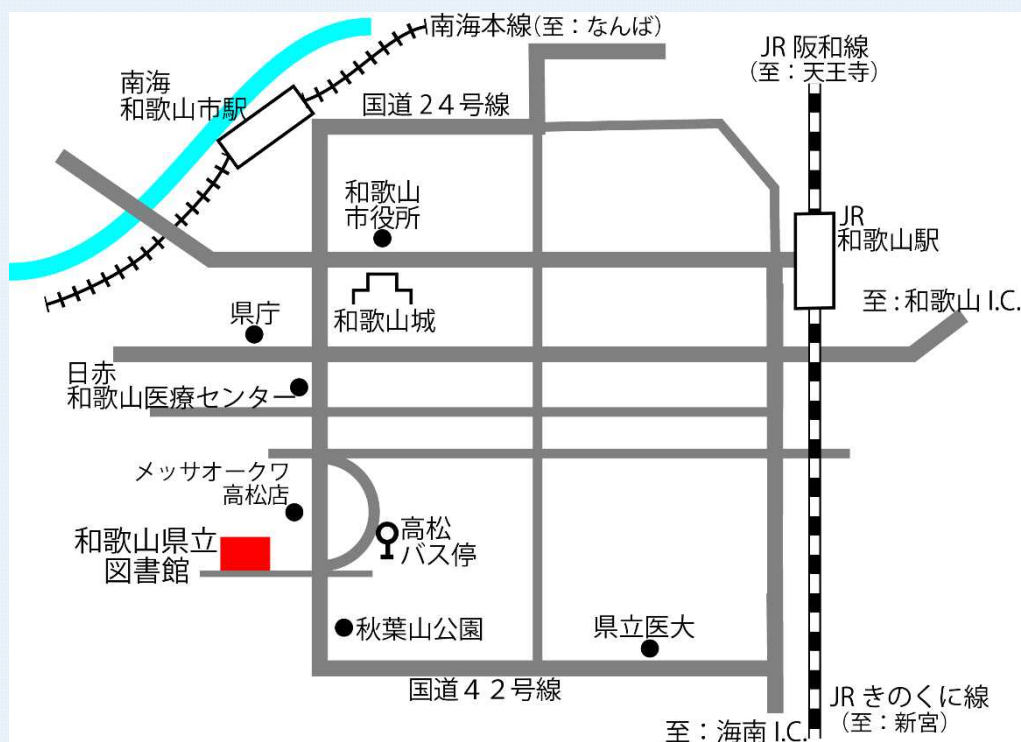 南海本線(至：なんば)
JR 阪和線
(至：天王寺)
南海
和歌山市駅
国道24号線
和歌山
市役所
JR
和歌山駅
至：和歌山 I.C.
県庁
和歌山城
日赤
和歌山医療センター
メッサオークワ
高松店
高松
バス停
和歌山県立
図書館
秋葉山公園
県立医大
国道４２号線
JR きのくに線
(至：新宮)
至：海南 I.C.